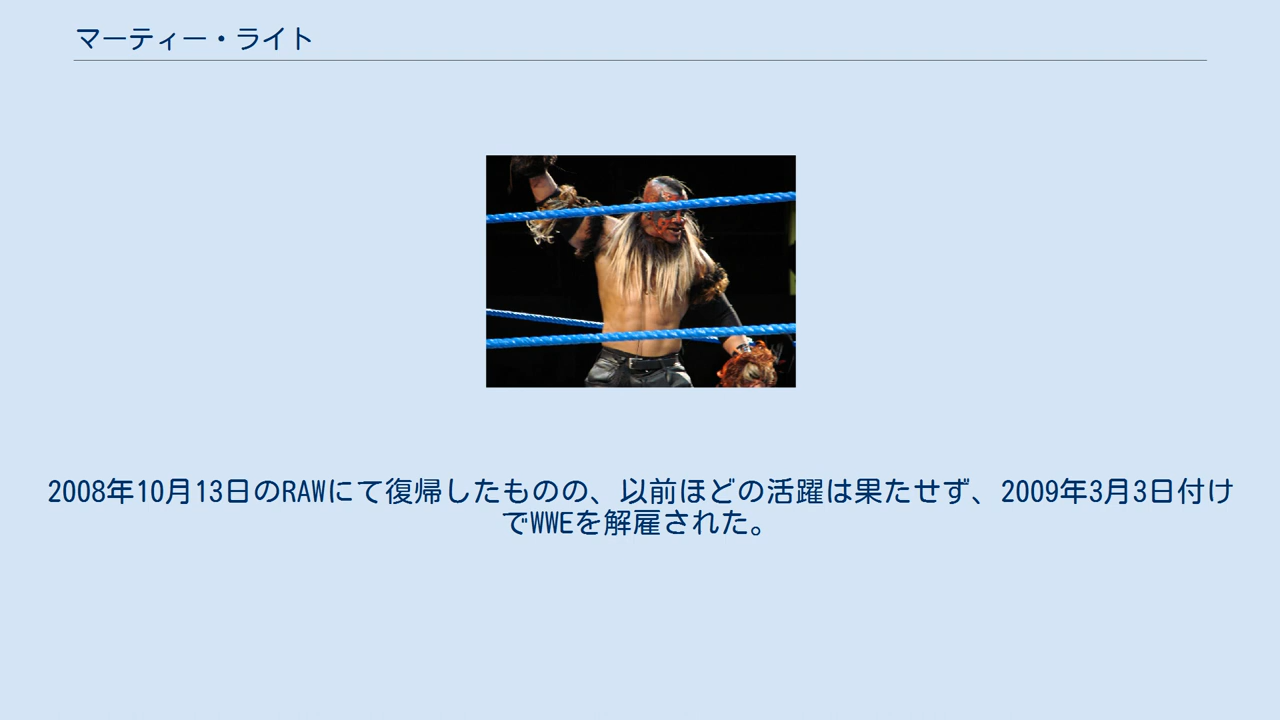 マーティー・ライト
2008年10月13日のRAWにて復帰したものの、以前ほどの活躍は果たせず、2009年3月3日付け
でWWEを解雇された。